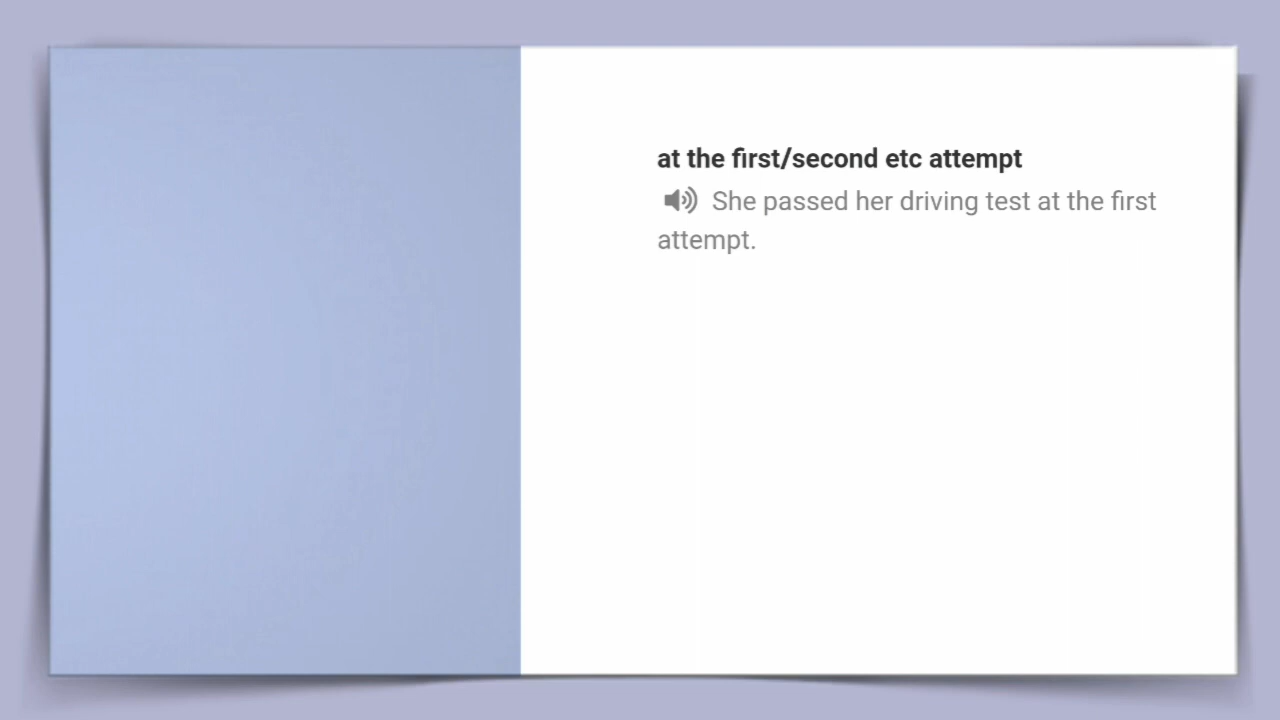 at the first/second etc attempt
She passed her driving test at the first
attempt.